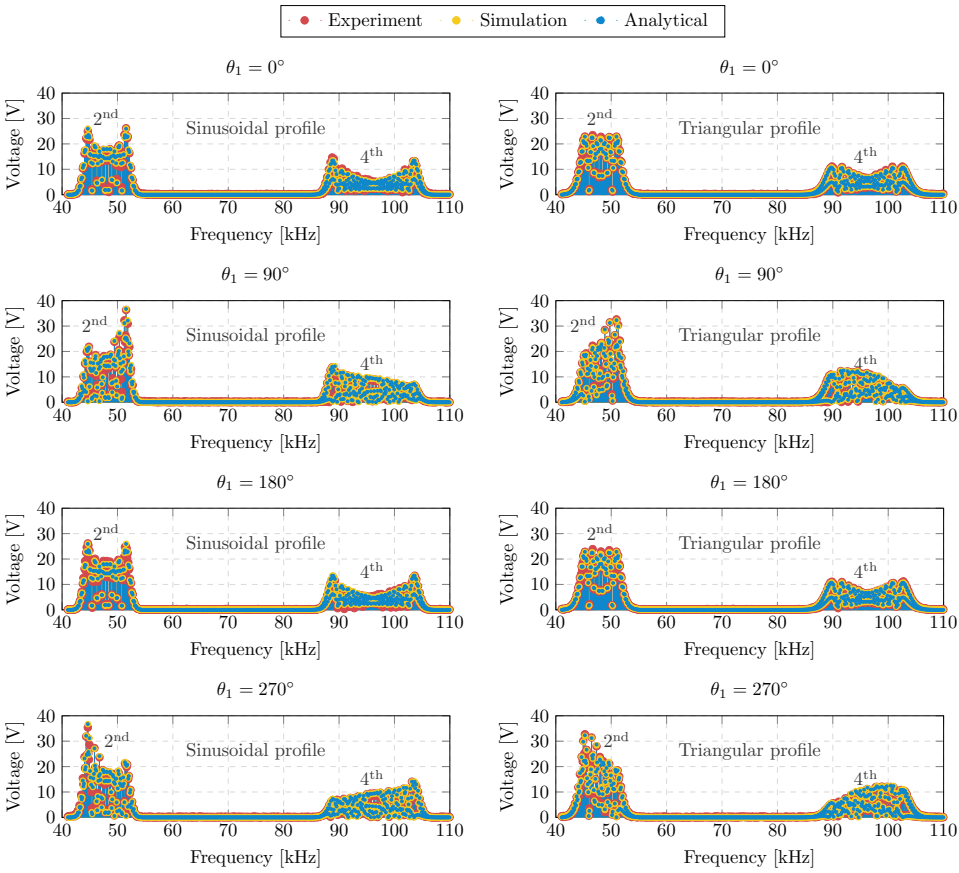 Experiment Simulation Analytical
θ₁ = 0°
40
30
20
10
0
Voltage [V]
2nd
Sinusoidal profile
4th
40 50 60 70 80 90 100 110
Frequency [kHz]
θ₁ = 0°
40
30
20
10
0
Voltage [V]
2nd
Triangular profile
4th
40 50 60 70 80 90 100 110
Frequency [kHz]
θ₁ = 90°
40
30
20
10
0
Voltage [V]
2nd
Sinusoidal profile
4th
40 50 60 70 80 90 100 110
Frequency [kHz]
θ₁ = 90°
40
30
20
10
0
Voltage [V]
2nd
Triangular profile
4th
40 50 60 70 80 90 100 110
Frequency [kHz]
θ₁ = 180°
40
30
20
10
0
Voltage [V]
2nd
Sinusoidal profile
4th
40 50 60 70 80 90 100 110
Frequency [kHz]
θ₁ = 180°
40
30
20
10
0
Voltage [V]
2nd
Triangular profile
4th
40 50 60 70 80 90 100 110
Frequency [kHz]
θ₁ = 270°
40
30
20
10
0
Voltage [V]
2nd
Sinusoidal profile
4th
40 50 60 70 80 90 100 110
Frequency [kHz]
θ₁ = 270°
40
30
20
10
0
Voltage [V]
2nd
Triangular profile
4th
40 50 60 70 80 90 100 110
Frequency [kHz]